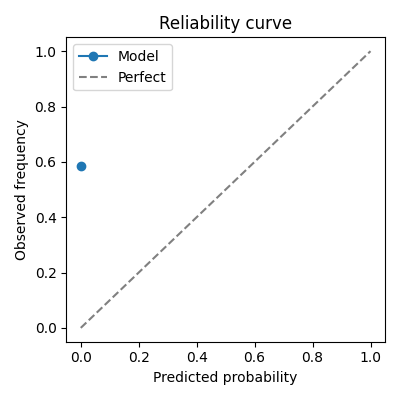 Reliability curve
Model
Perfect
Observed frequency
1.0
0.8
0.6
0.4
0.2
0.0
0.0 0.2 0.4 0.6 0.8 1.0
Predicted probability